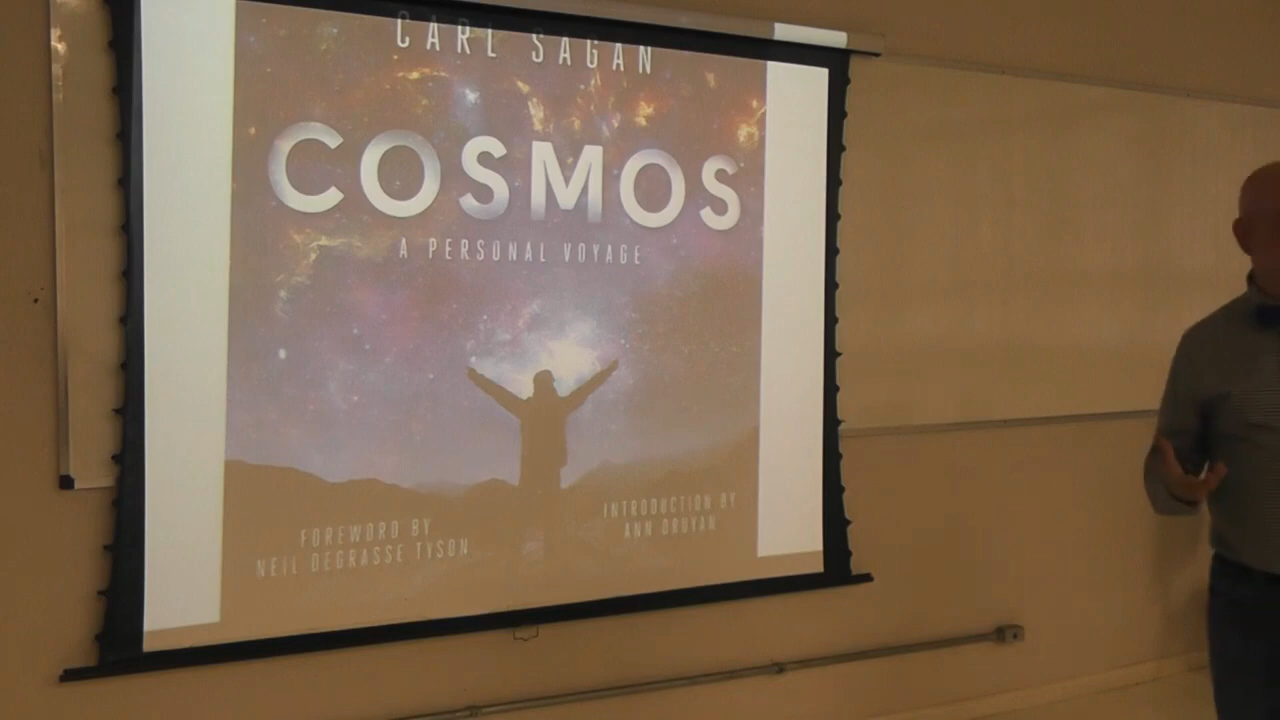 CARL SAGAN
COSMOS
A PERSONAL VOYAGE
FOREWORD BY
NEIL DEGRASSE TYSON
INTRODUCTION BY
ANN DRUYAN